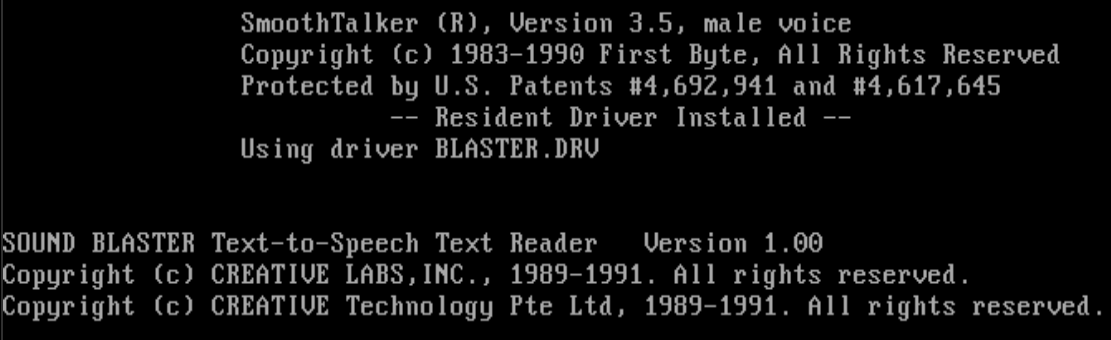 SmoothTalker (R), Version 3.5, male voice
Copyright (c) 1983-1990 First Byte, All Rights Reserved
Protected by U.S. Patents #4,692,941 and #4,617,645
-- Resident Driver Installed --
Using driver BLASTER.DRV
SOUND BLASTER Text-to-Speech Text Reader   Version 1.00
Copyright (c) CREATIVE LABS,INC., 1989-1991. All rights reserved.
Copyright (c) CREATIVE Technology Pte Ltd, 1989-1991. All rights reserved.